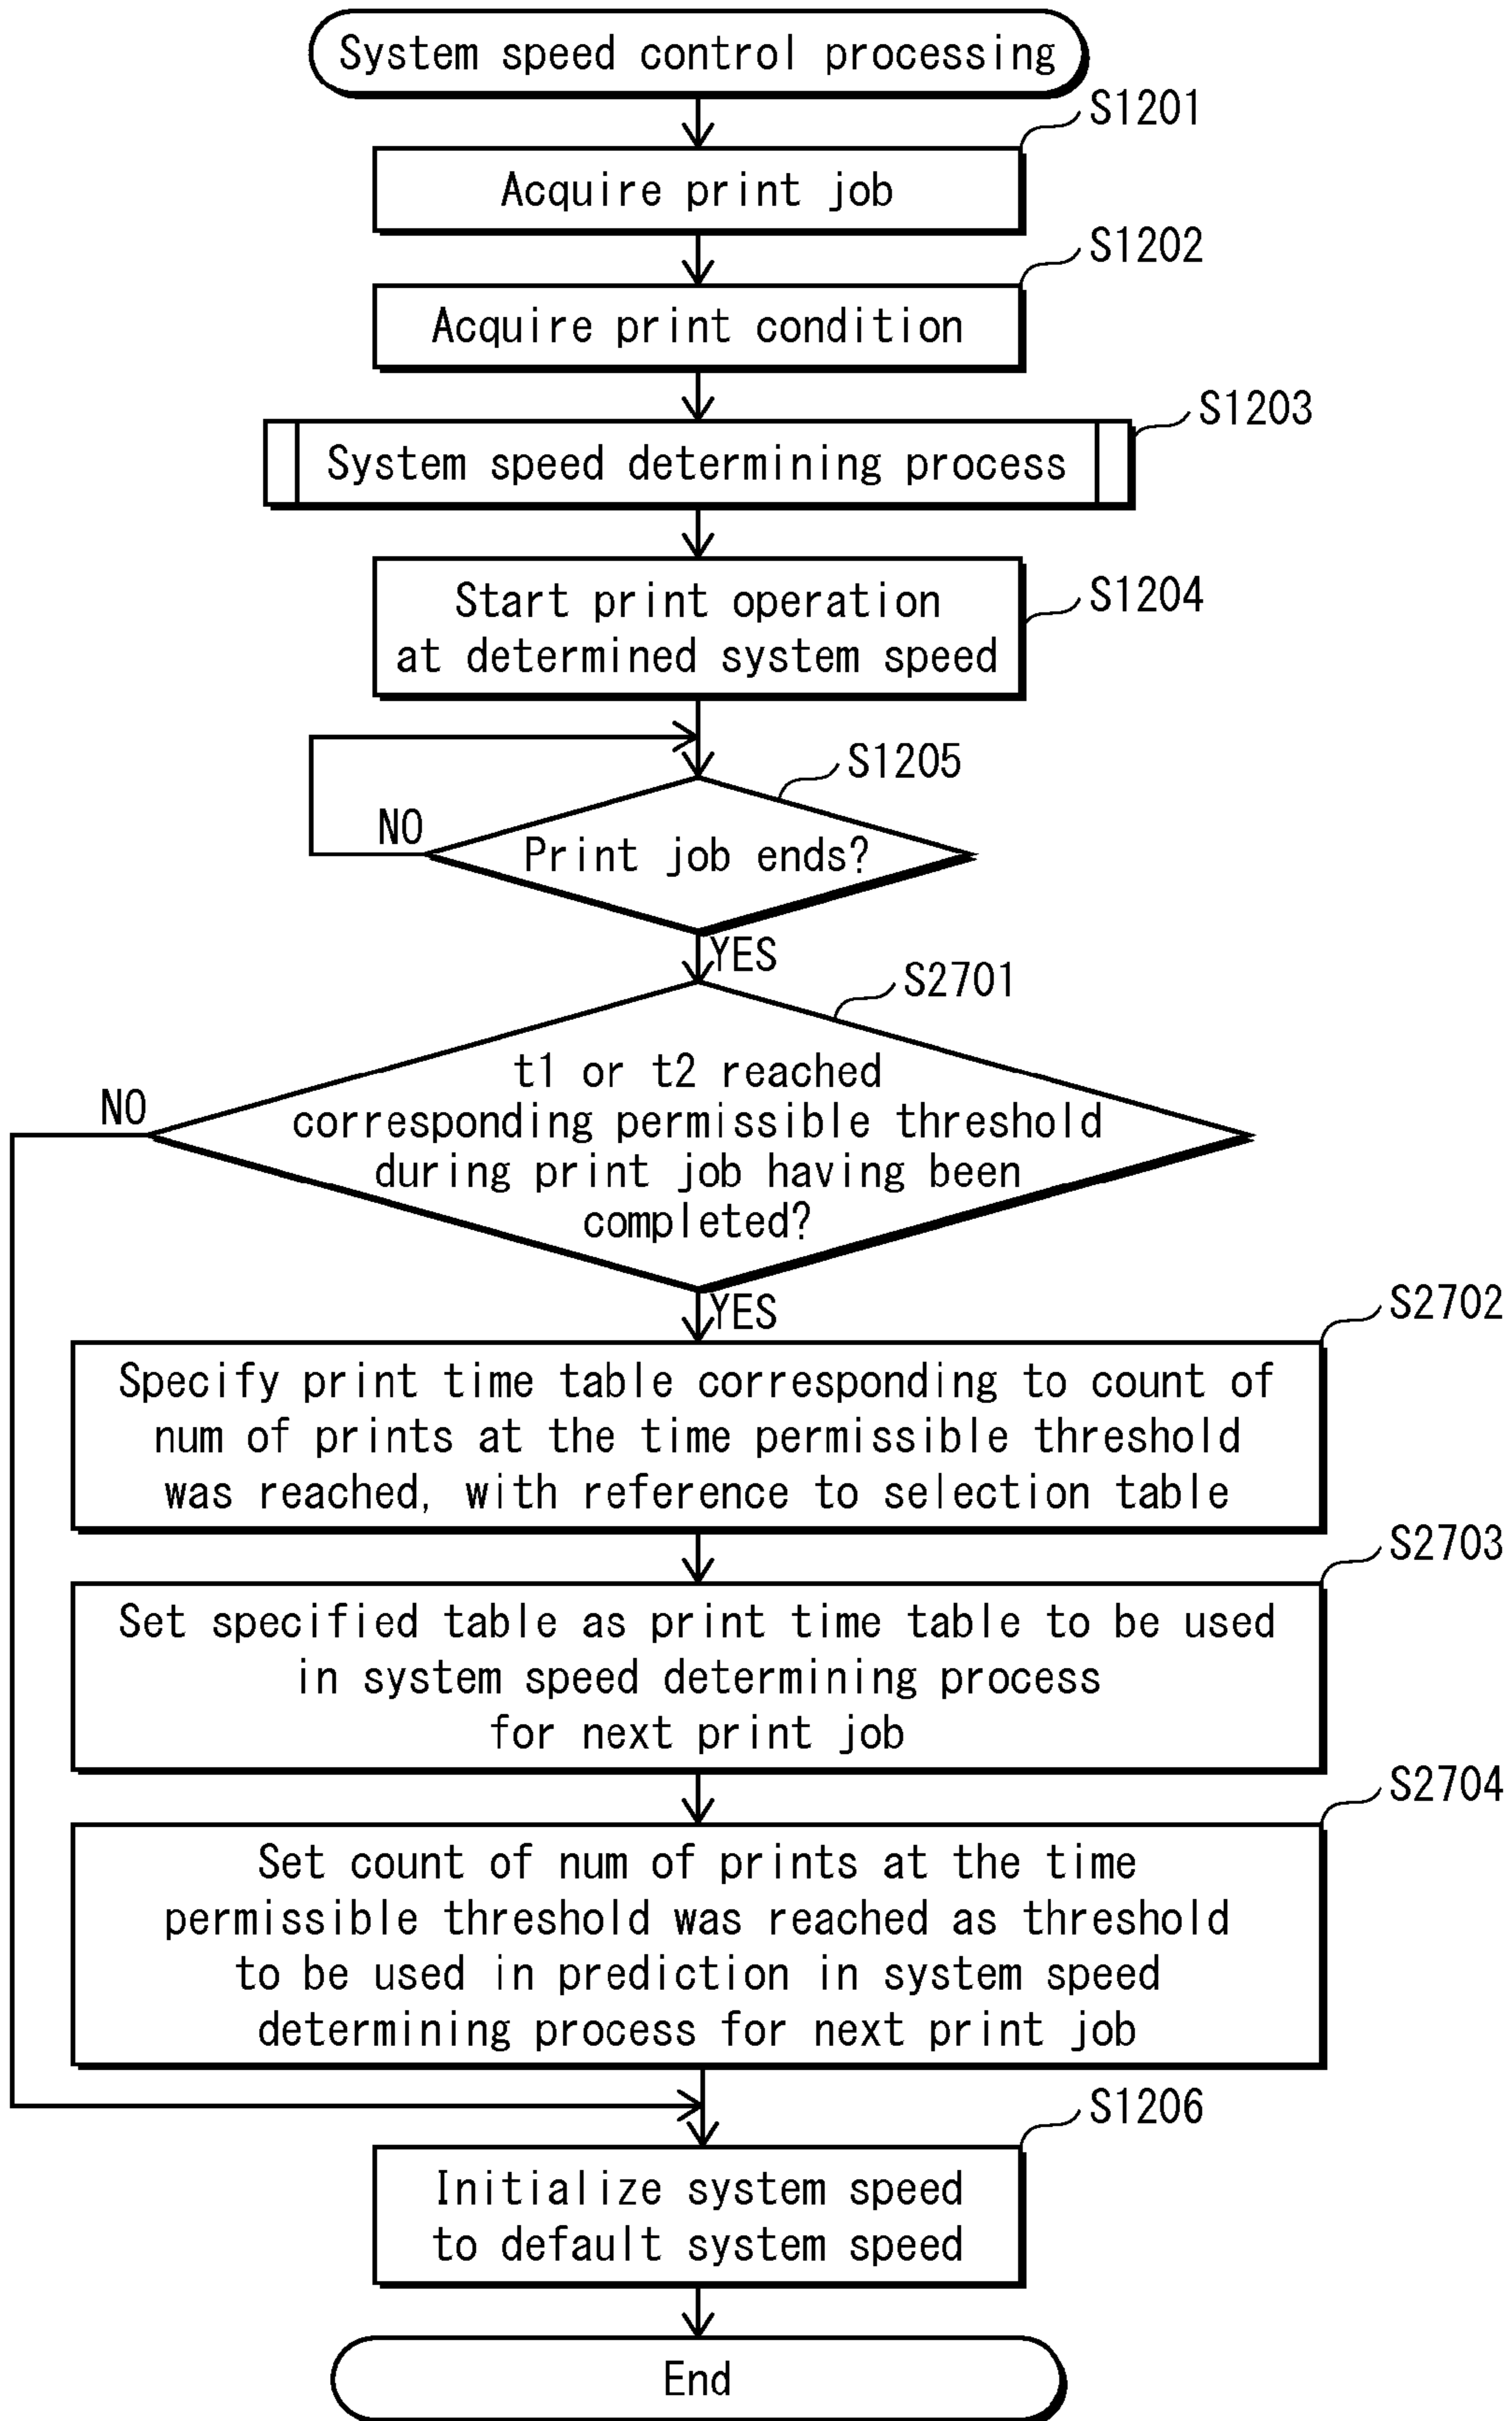 System speed control processing
S1201
Acquire print job
S1202
Acquire print condition
S1203
System speed determining process
S1204
Start print operation
at determined system speed
S1205
NO
Print job ends?
YES
S2701
NO
t1 or t2 reached
corresponding permissible threshold
during print job having been
completed?
YES
S2702
Specify print time table corresponding to count of
num of prints at the time permissible threshold
was reached, with reference to selection table
S2703
Set specified table as print time table to be used
in system speed determining process
for next print job
S2704
Set count of num of prints at the time
permissible threshold was reached as threshold
to be used in prediction in system speed
determining process for next print job
S1206
Initialize system speed
to default system speed
End